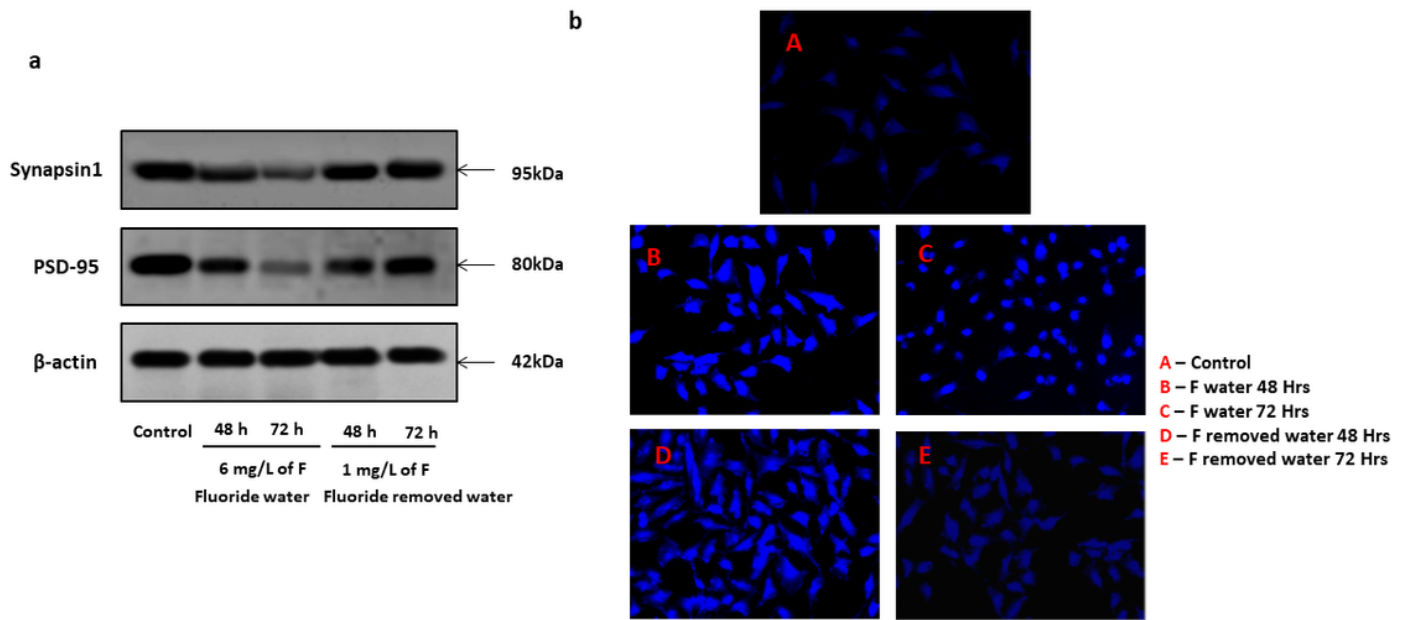 a
Synapsin1
95kDa
PSD-95
80kDa
β-actin
42kDa
Control 48 h 72 h 48 h 72 h
6 mg/L of F 1 mg/L of F
Fluoride water Fluoride removed water
b
A
B
C
D
E
A – Control
B – F water 48 Hrs
C – F water 72 Hrs
D – F removed water 48 Hrs
E – F removed water 72 Hrs